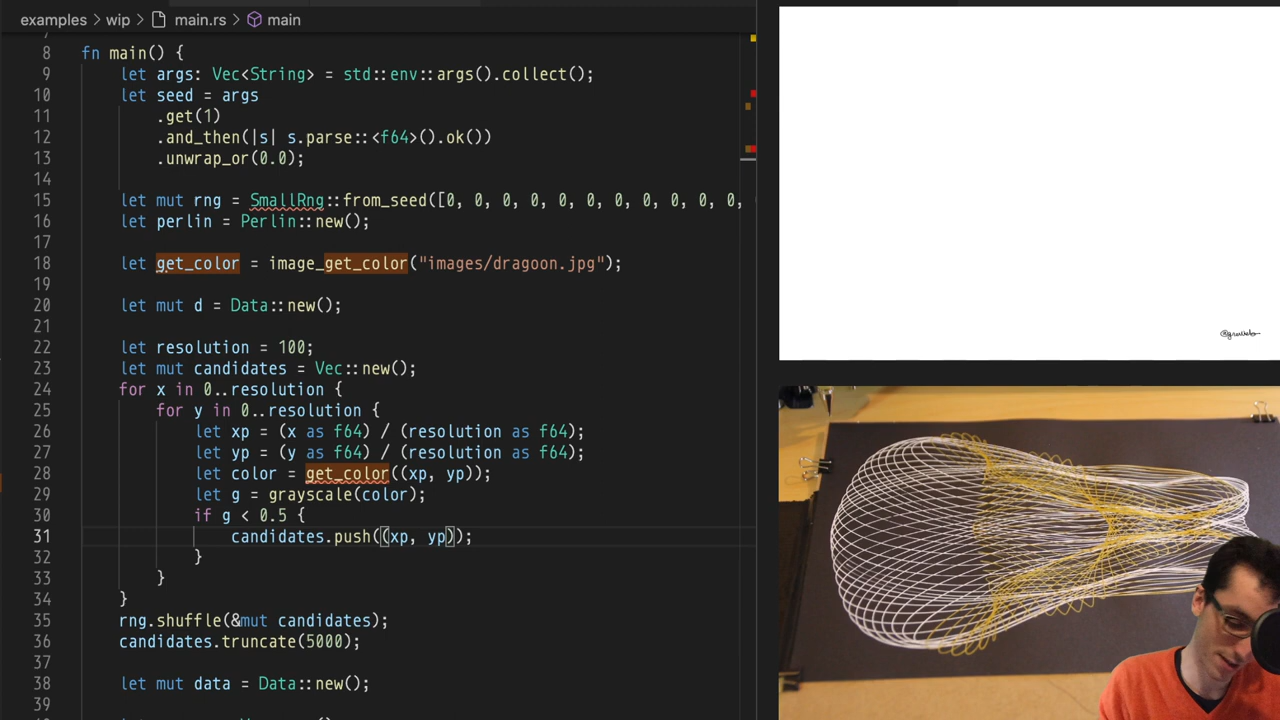 examples › wip › main.rs › main
7
8 fn main() {
9 let args: Vec<String> = std::env::args().collect();
10 let seed = args
11 .get(1)
12 .and_then(|s| s.parse::<f64>().ok())
13 .unwrap_or(0.0);
14
15 let mut rng = SmallRng::from_seed([0, 0, 0, 0, 0, 0, 0, 0, 0, 0,
16 let perlin = Perlin::new();
17
18 let get_color = image_get_color("images/dragoon.jpg");
19
20 let mut d = Data::new();
21
22 let resolution = 100;
23 let mut candidates = Vec::new();
24 for x in 0..resolution {
25 for y in 0..resolution {
26 let xp = (x as f64) / (resolution as f64);
27 let yp = (y as f64) / (resolution as f64);
28 let color = get_color((xp, yp));
29 let g = grayscale(color);
30 if g < 0.5 {
31 candidates.push((xp, yp));
32 }
33 }
34 }
35 rng.shuffle(&mut candidates);
36 candidates.truncate(5000);
37
38 let mut data = Data::new();
39